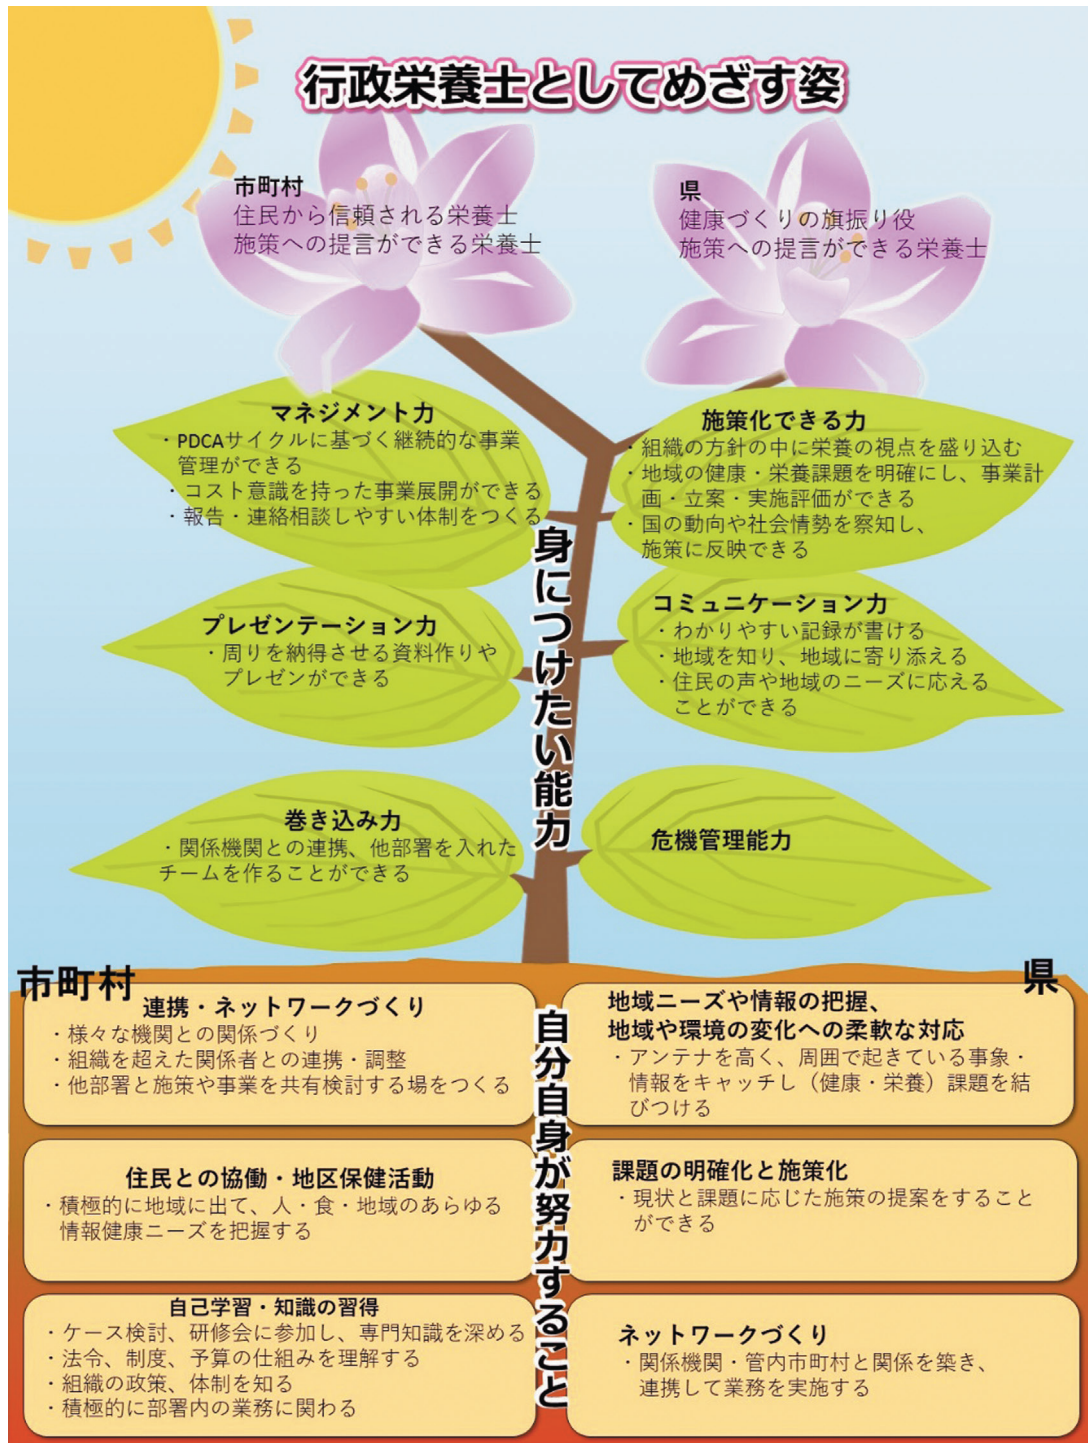 行政栄養士としてめざす姿
市町村
住民から信頼される栄養士
施策への提言ができる栄養士
県
健康づくりの旗振り役
施策への提言ができる栄養士
マネジメント力
・PDCAサイクルに基づく継続的な事業
管理ができる
・コスト意識を持った事業展開ができる
・報告・連絡相談しやすい体制をつくる
施策化できる力
・組織の方針の中に栄養の視点を盛り込む
・地域の健康・栄養課題を明確にし、事業計
画・立案・実施評価ができる
・国の動向や社会情勢を察知し、
施策に反映できる
身につけたい能力
プレゼンテーション力
・周りを納得させる資料作りや
プレゼンができる
コミュニケーション力
・わかりやすい記録が書ける
・地域を知り、地域に寄り添える
・住民の声や地域のニーズに応える
ことができる
巻き込み力
・関係機関との連携、他部署を入れた
チームを作ることができる
危機管理能力
市町村
県
自分自身が努力すること
連携・ネットワークづくり
・様々な機関との関係づくり
・組織を超えた関係者との連携・調整
・他部署と施策や事業を共有検討する場をつくる
地域ニーズや情報の把握、
地域や環境の変化への柔軟な対応
・アンテナを高く、周囲で起きている事象・
情報をキャッチし（健康・栄養）課題を結
びつける
住民との協働・地区保健活動
・積極的に地域に出て、人・食・地域のあらゆる
情報健康ニーズを把握する
課題の明確化と施策化
・現状と課題に応じた施策の提案をすること
ができる
自己学習・知識の習得
・ケース検討、研修会に参加し、専門知識を深める
・法令、制度、予算の仕組みを理解する
・組織の政策、体制を知る
・積極的に部署内の業務に関わる
ネットワークづくり
・関係機関・管内市町村と関係を築き、
連携して業務を実施する